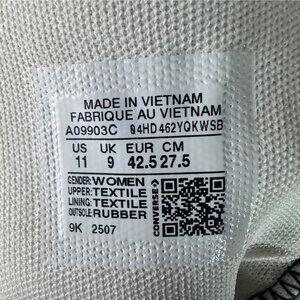 MADE IN VIETNAM
FABRIQUE AU VIETNAM
A09903C 04HD462YQKWSB
US UK EUR CM
11 9 42.5 27.5
GENDER: WOMEN
UPPER: TEXTILE
LINING: TEXTILE
OUTSOLE: RUBBER
9K 2507
CONVERSE